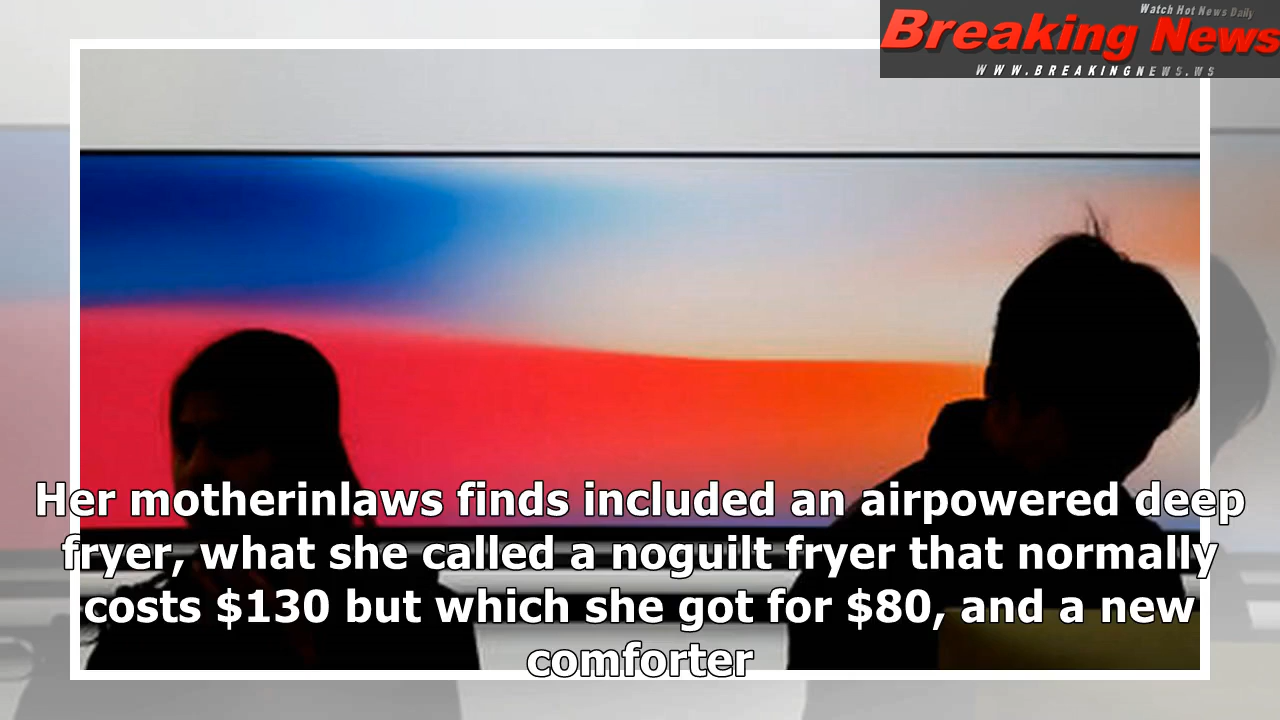 Watch Hot News Daily
Breaking News
WWW.BREAKINGNEWS.WS
Her motherinlaws finds included an airpowered deep
fryer, what she called a noguilt fryer that normally
costs $130 but which she got for $80, and a new
comforter